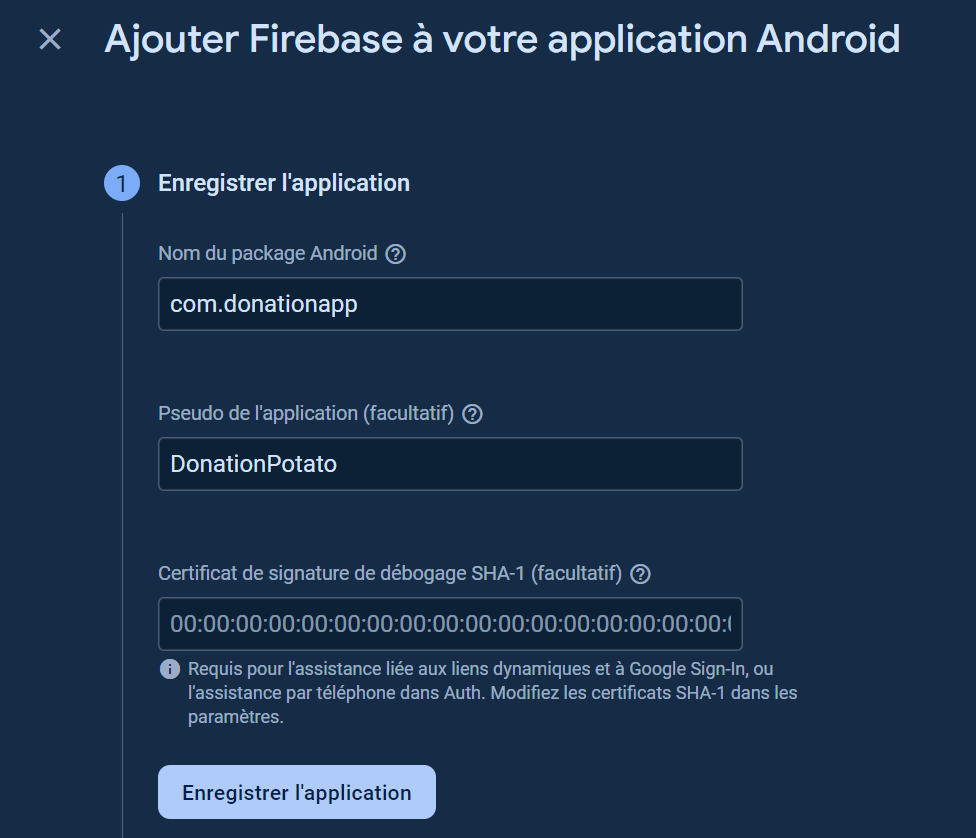 Ajouter Firebase à votre application Android
1 Enregistrer l'application
Nom du package Android
com.donationapp
Pseudo de l'application (facultatif)
DonationPotato
Certificat de signature de débogage SHA-1 (facultatif)
00:00:00:00:00:00:00:00:00:00:00:00:00:00:00:00:00:
Requis pour l'assistance liée aux liens dynamiques et à Google Sign-In, ou
l'assistance par téléphone dans Auth. Modifiez les certificats SHA-1 dans les
paramètres.
Enregistrer l'application